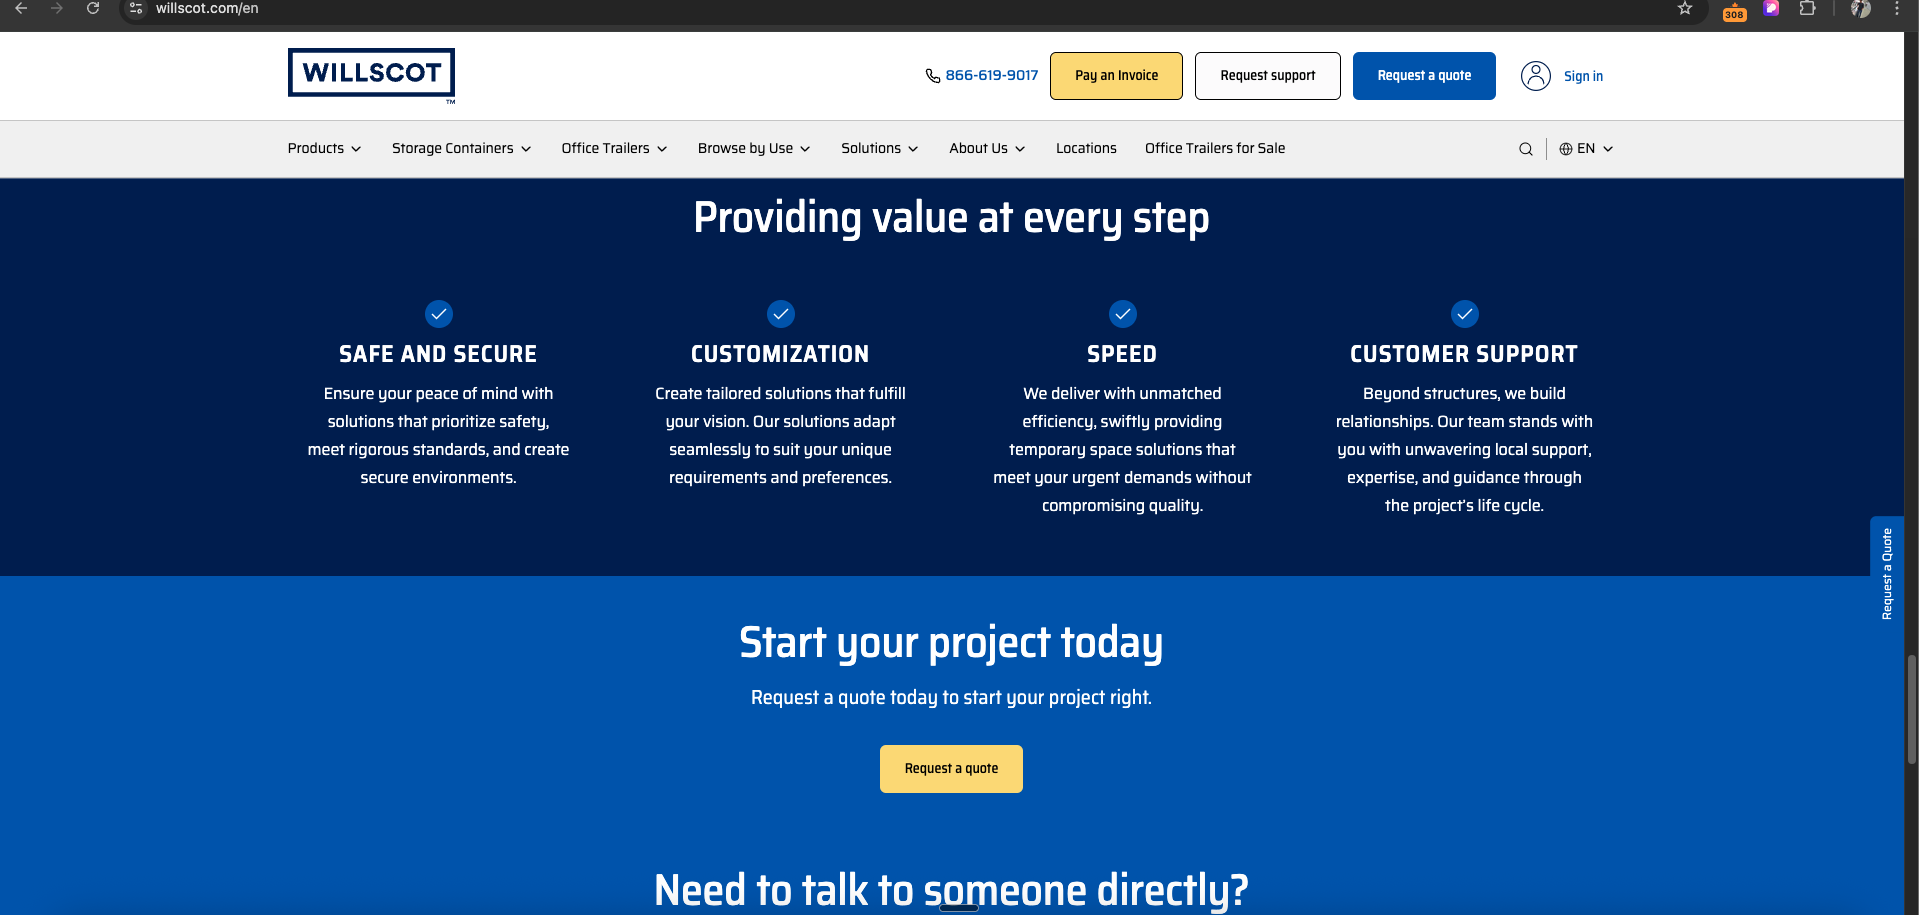 willscot.com/en
308
WILLSCOT
TM
866-619-9017
Pay an Invoice
Request support
Request a quote
Sign in
Products
Storage Containers
Office Trailers
Browse by Use
Solutions
About Us
Locations
Office Trailers for Sale
EN
Providing value at every step
SAFE AND SECURE
Ensure your peace of mind with
solutions that prioritize safety,
meet rigorous standards, and create
secure environments.
CUSTOMIZATION
Create tailored solutions that fulfill
your vision. Our solutions adapt
seamlessly to suit your unique
requirements and preferences.
SPEED
We deliver with unmatched
efficiency, swiftly providing
temporary space solutions that
meet your urgent demands without
compromising quality.
CUSTOMER SUPPORT
Beyond structures, we build
relationships. Our team stands with
you with unwavering local support,
expertise, and guidance through
the project's life cycle.
Request a Quote
Start your project today
Request a quote today to start your project right.
Request a quote
Need to talk to someone directly?